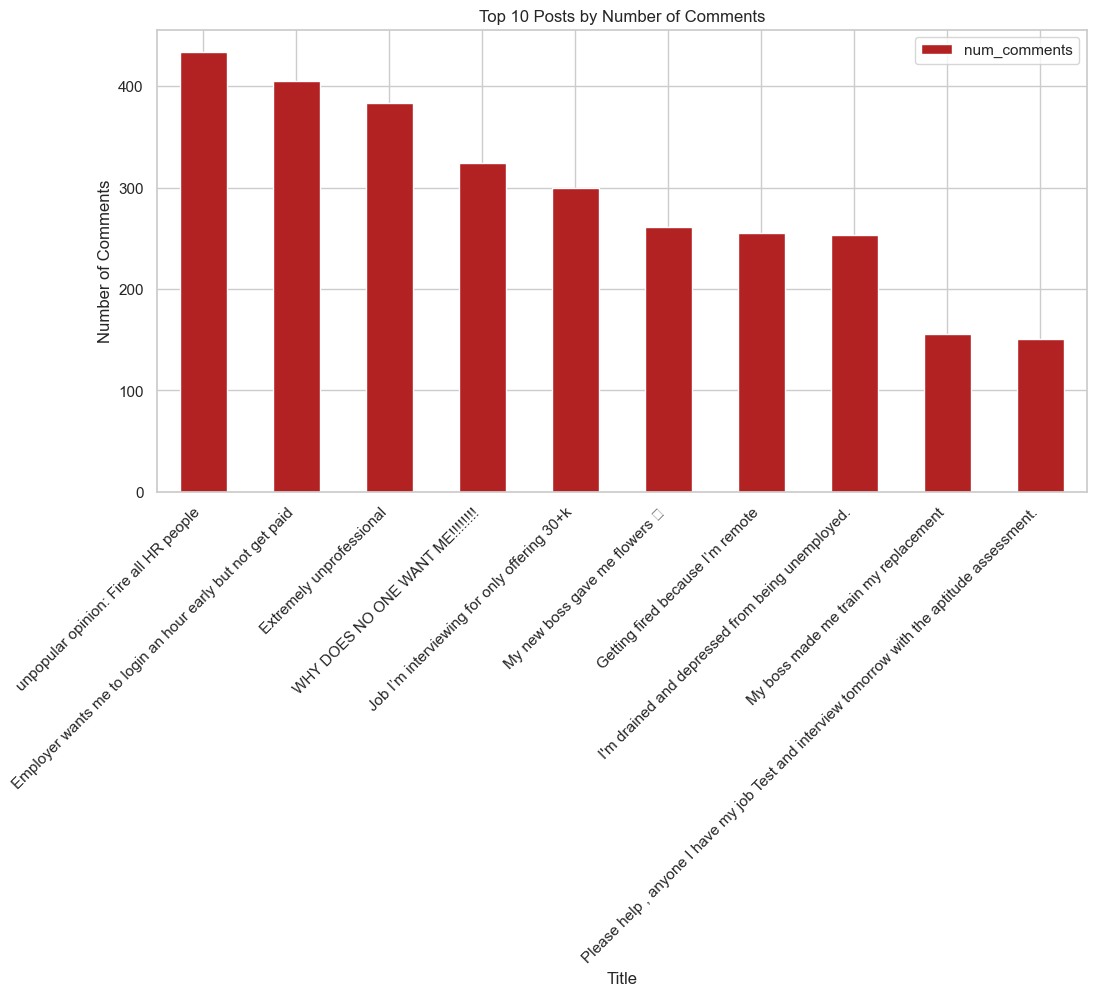 Top 10 Posts by Number of Comments
num_comments
Number of Comments
400
300
200
100
0
unpopular opinion: Fire all HR people
Employer wants me to login an hour early but not get paid
Extremely unprofessional
WHY DOES NO ONE WANT ME!!!!!!!!!
Job I'm interviewing for only offering 30+k
My new boss gave me flowers □
Getting fired because I'm remote
I'm drained and depressed from being unemployed.
My boss made me train my replacement
Please help , anyone I have my job Test and interview tomorrow with the aptitude assessment.
Title